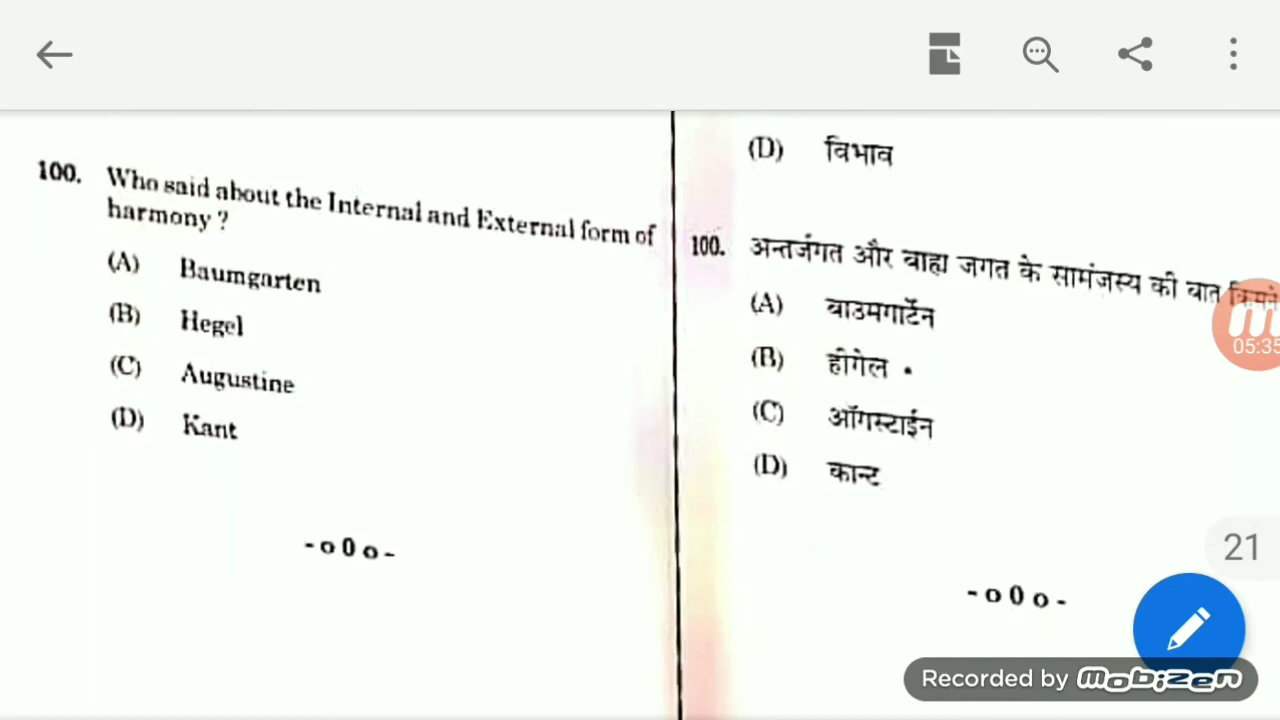 100. Who said about the Internal and External form of
harmony ?
(A) Baumgarten
(B) Hegel
(C) Augustine
(D) Kant
-o0o-
(D) विभाव
100. अन्तर्जगत और बाह्य जगत के सामंजस्य की बात
(A) बाउमगार्टेन
(B) हीगेल
(C) ऑगस्टाईन
(D) कान्ट
-o0o-
05:35
21
Recorded by Mobizen